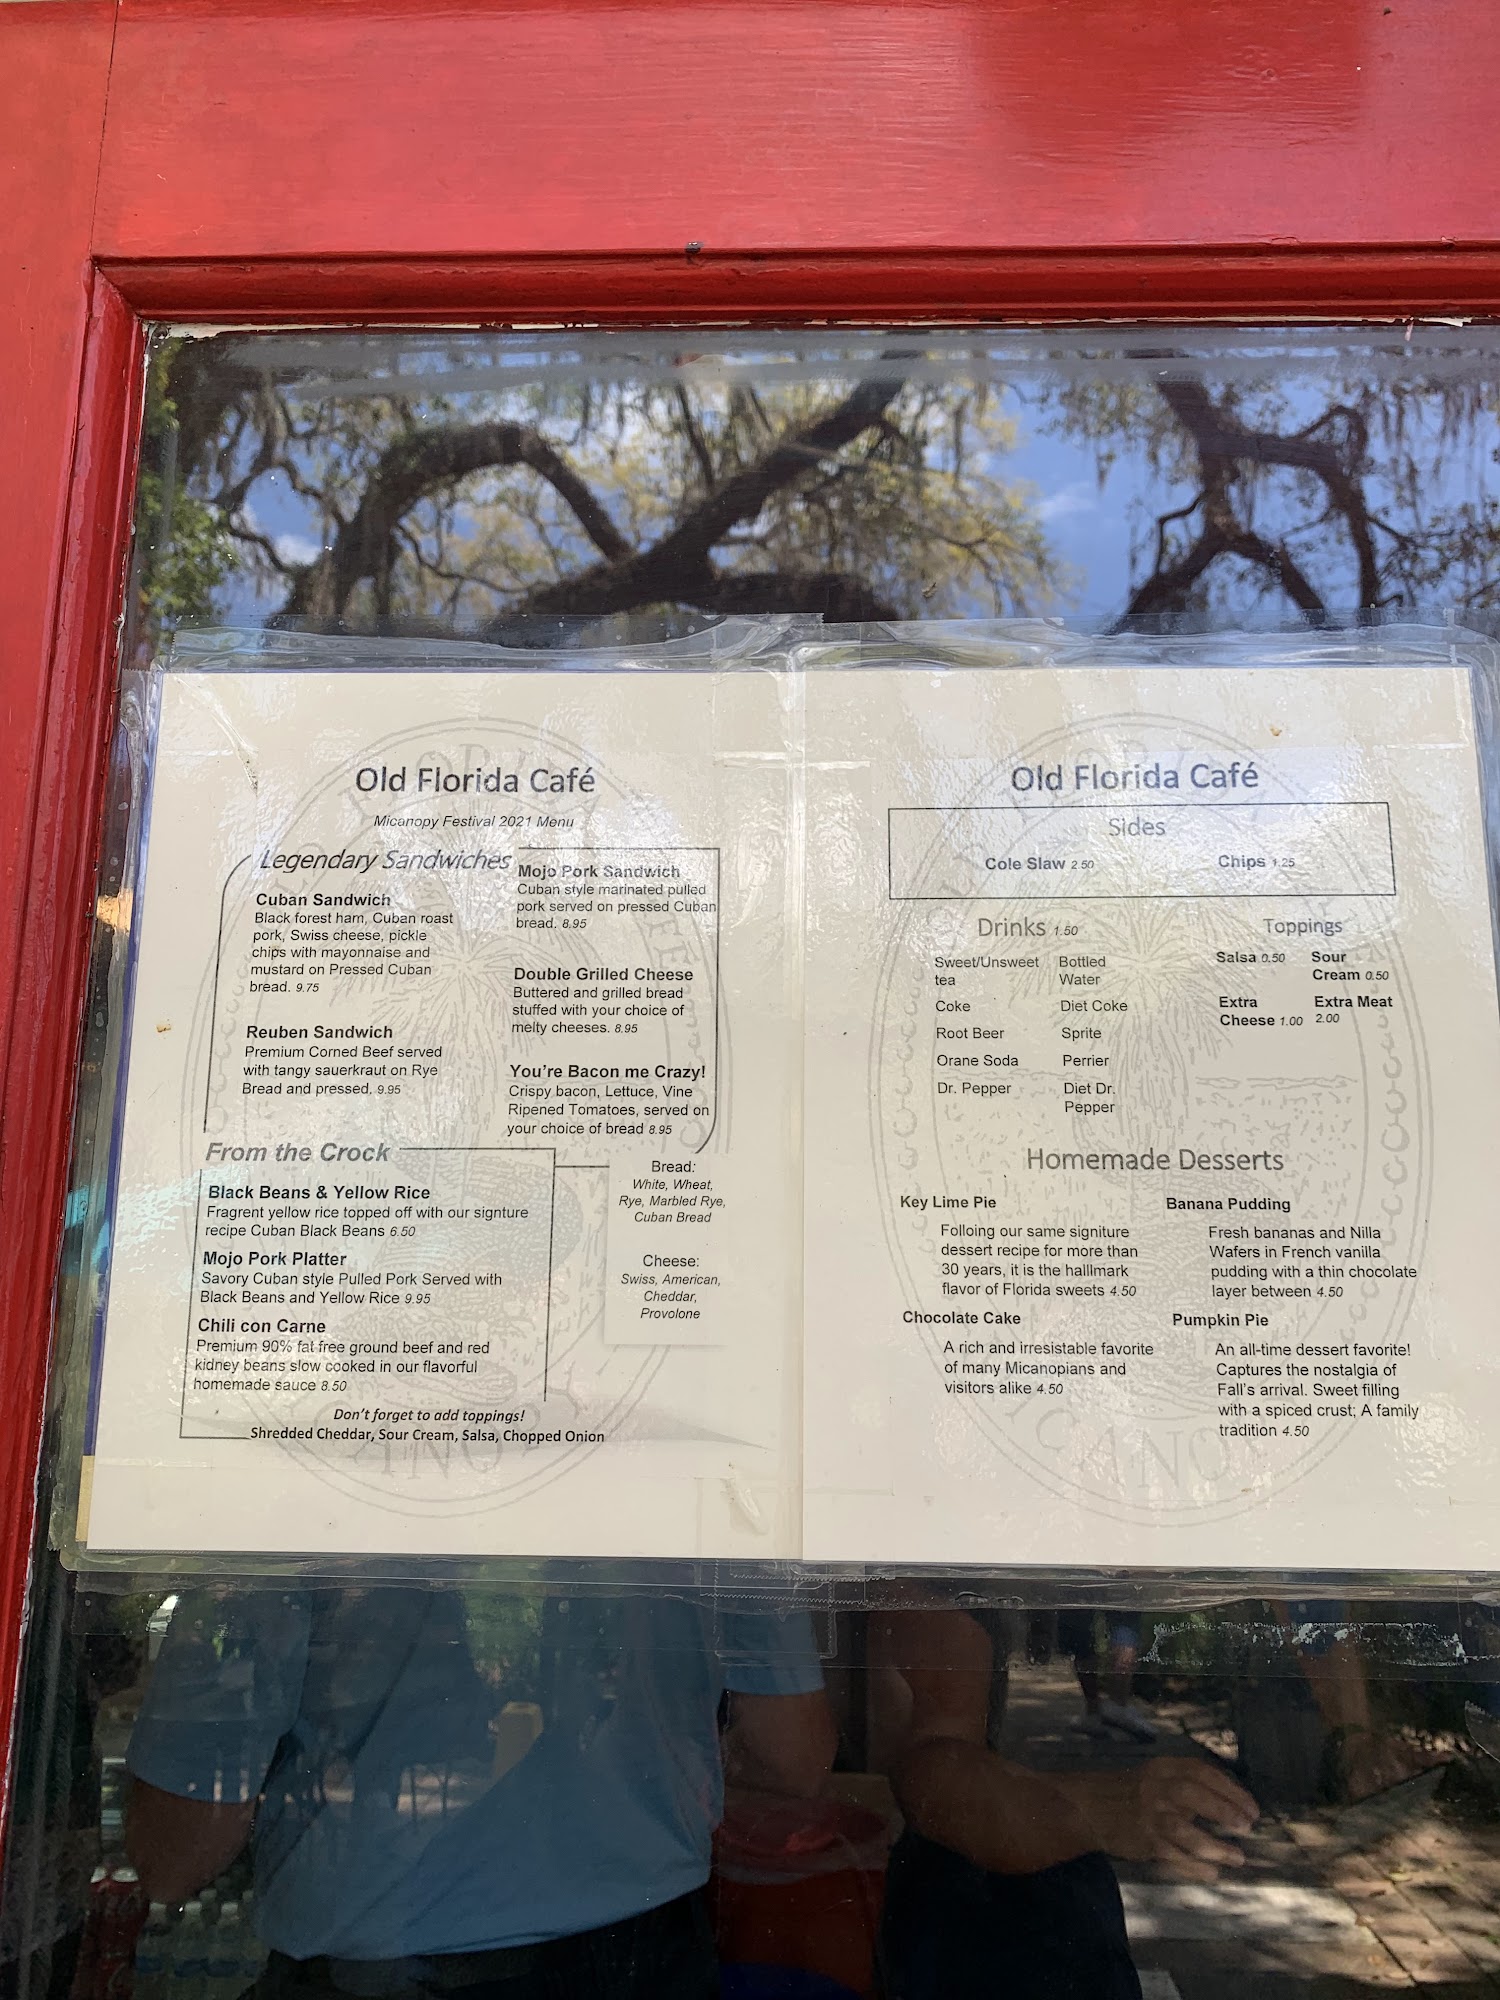 Old Florida Café
Micanopy Festival 2021 Menu
Legendary Sandwiches
Cuban Sandwich
Black forest ham, Cuban roast
pork, Swiss cheese, pickle
chips with mayonnaise and
mustard on Pressed Cuban
bread. 9.75
Reuben Sandwich
Premium Corned Beef served
with tangy sauerkraut on Rye
Bread and pressed. 9.95
Mojo Pork Sandwich
Cuban style marinated pulled
pork served on pressed Cuban
bread. 8.95
Double Grilled Cheese
Buttered and grilled bread
stuffed with your choice of
melty cheeses. 8.95
You're Bacon me Crazy!
Crispy bacon, Lettuce, Vine
Ripened Tomatoes, served on
your choice of bread 8.95
From the Crock
Black Beans & Yellow Rice
Fragrent yellow rice topped off with our signture
recipe Cuban Black Beans 6.50
Mojo Pork Platter
Savory Cuban style Pulled Pork Served with
Black Beans and Yellow Rice 9.95
Chili con Carne
Premium 90% fat free ground beef and red
kidney beans slow cooked in our flavorful
homemade sauce 8.50
Don't forget to add toppings!
Shredded Cheddar, Sour Cream, Salsa, Chopped Onion
Bread:
White, Wheat,
Rye, Marbled Rye,
Cuban Bread
Cheese:
Swiss, American,
Cheddar,
Provolone
Old Florida Café
Sides
Cole Slaw 2.50
Chips 1.25
Drinks 1.50
Sweet/Unsweet
tea
Coke
Root Beer
Orane Soda
Dr. Pepper
Bottled
Water
Diet Coke
Sprite
Perrier
Diet Dr.
Pepper
Toppings
Salsa 0.50
Extra
Cheese 1.00
Sour
Cream 0.50
Extra Meat
2.00
Homemade Desserts
Key Lime Pie
Folloing our same signiture
dessert recipe for more than
30 years, it is the halllmark
flavor of Florida sweets 4.50
Chocolate Cake
A rich and irresistable favorite
of many Micanopians and
visitors alike 4.50
Banana Pudding
Fresh bananas and Nilla
Wafers in French vanilla
pudding with a thin chocolate
layer between 4.50
Pumpkin Pie
An all-time dessert favorite!
Captures the nostalgia of
Fall's arrival. Sweet filling
with a spiced crust; A family
tradition 4.50